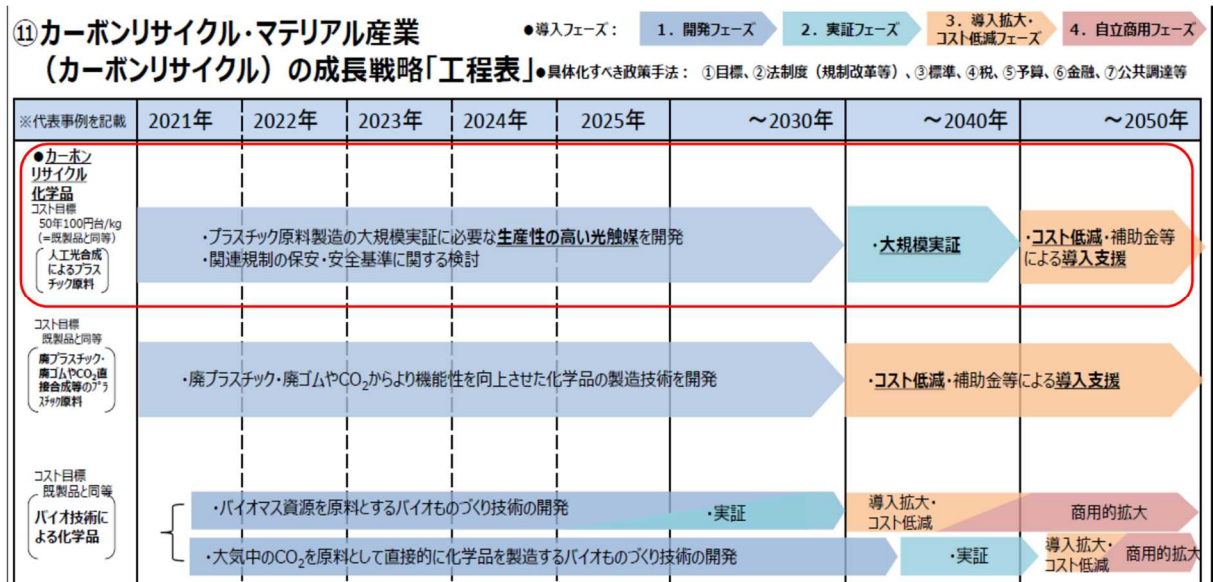 ⑪カーボンリサイクル・マテリアル産業
（カーボンリサイクル）の成長戦略「工程表」
●導入フェーズ：
1．開発フェーズ
2．実証フェーズ
3．導入拡大・
コスト低減フェーズ
4．自立商用フェーズ
●具体化すべき政策手法： ①目標、②法制度（規制改革等）、③標準、④税、⑤予算、⑥金融、⑦公共調達等
※代表事例を記載
2021年
2022年
2023年
2024年
2025年
～2030年
～2040年
～2050年
●カーボン
リサイクル
化学品
コスト目標
50年100円台/kg
(=既製品と同等)
人工光合成
によるプラス
チック原料
・プラスチック原料製造の大規模実証に必要な生産性の高い光触媒を開発
・関連規制の保安・安全基準に関する検討
・大規模実証
・コスト低減・補助金等
による導入支援
コスト目標
既製品と同等
廃プラスチック・
廃ゴムやCO2直
接合成等のプラ
スチック原料
・廃プラスチック・廃ゴムやCO2からより機能性を向上させた化学品の製造技術を開発
・コスト低減・補助金等による導入支援
コスト目標
既製品と同等
バイオ技術に
よる化学品
・バイオマス資源を原料とするバイオものづくり技術の開発
・実証
導入拡大・
コスト低減
商用的拡大
・大気中のCO2を原料として直接的に化学品を製造するバイオものづくり技術の開発
・実証
導入拡大・
コスト低減
商用的拡大